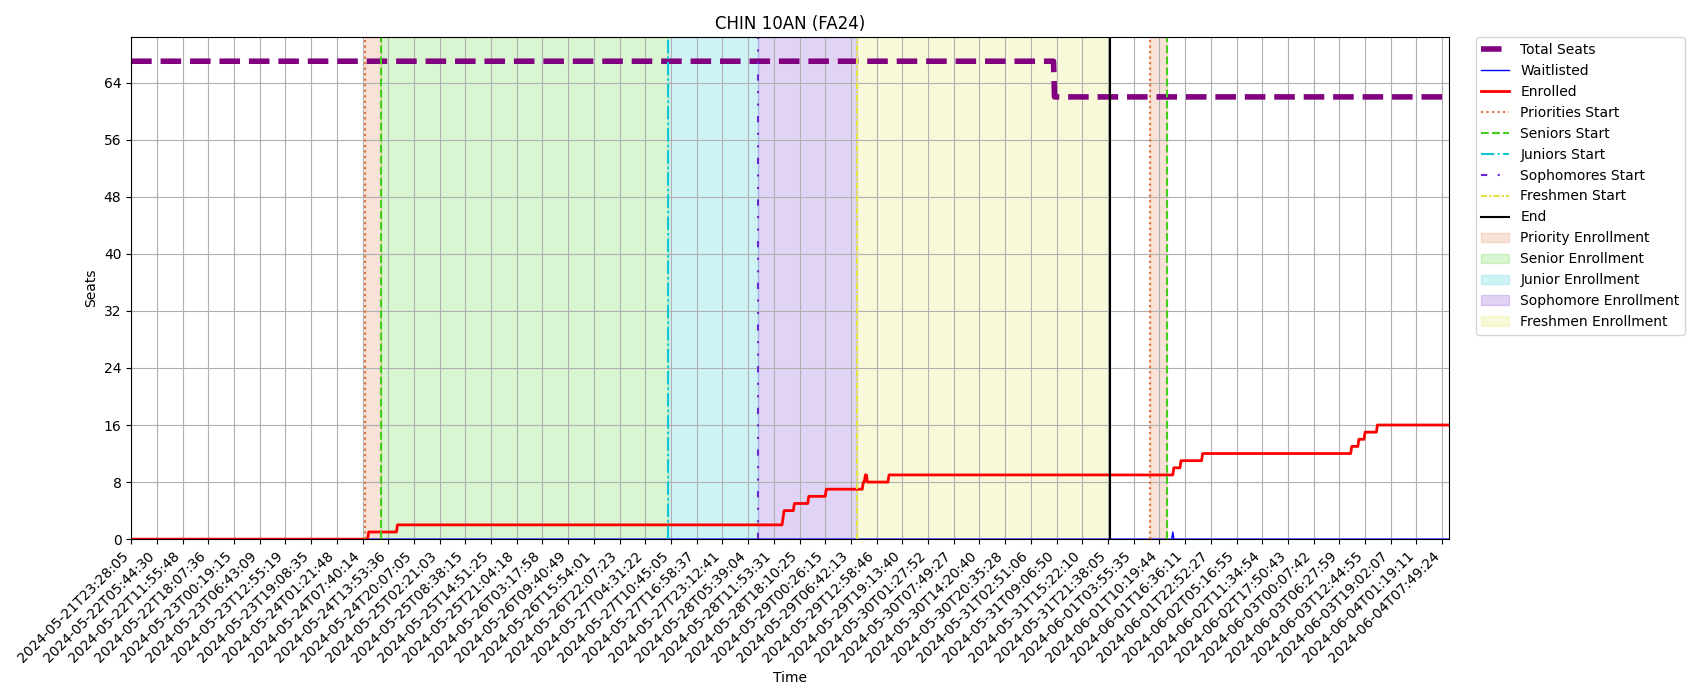 CHIN 10AN (FA24)
Seats
64
56
48
40
32
24
16
8
0
2024-05-21T23:28:05
2024-05-22T05:44:30
2024-05-22T11:55:48
2024-05-22T18:07:36
2024-05-23T00:19:15
2024-05-23T06:43:09
2024-05-23T12:55:19
2024-05-23T19:08:35
2024-05-24T01:21:48
2024-05-24T07:40:14
2024-05-24T13:53:36
2024-05-24T20:07:05
2024-05-25T02:21:03
2024-05-25T08:38:15
2024-05-25T14:51:25
2024-05-25T21:04:18
2024-05-26T03:17:58
2024-05-26T09:40:49
2024-05-26T15:54:01
2024-05-26T22:07:23
2024-05-27T04:31:22
2024-05-27T10:45:05
2024-05-27T16:58:37
2024-05-27T23:12:41
2024-05-28T05:39:04
2024-05-28T11:53:31
2024-05-28T18:10:25
2024-05-29T00:26:15
2024-05-29T06:42:13
2024-05-29T12:58:46
2024-05-29T19:13:40
2024-05-30T01:27:52
2024-05-30T07:49:27
2024-05-30T14:20:40
2024-05-30T20:35:28
2024-05-31T02:51:06
2024-05-31T09:06:50
2024-05-31T15:22:10
2024-05-31T21:38:05
2024-06-01T03:55:35
2024-06-01T10:19:44
2024-06-01T16:36:11
2024-06-01T22:52:27
2024-06-02T05:16:55
2024-06-02T11:34:54
2024-06-02T17:50:43
2024-06-03T00:07:42
2024-06-03T06:27:59
2024-06-03T12:44:55
2024-06-03T19:02:07
2024-06-04T01:19:11
2024-06-04T07:49:24
Time
Total Seats
Waitlisted
Enrolled
Priorities Start
Seniors Start
Juniors Start
Sophomores Start
Freshmen Start
End
Priority Enrollment
Senior Enrollment
Junior Enrollment
Sophomore Enrollment
Freshmen Enrollment